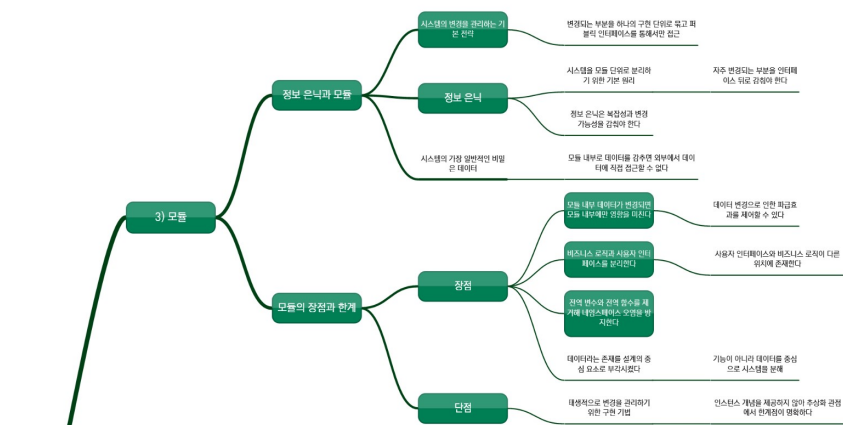 3) 모듈
정보 은닉과 모듈
시스템의 변경을 관리하는 기
본 전략
변경되는 부분을 하나의 구현 단위로 묶고 퍼
블릭 인터페이스를 통해서만 접근
정보 은닉
시스템을 모듈 단위로 분리하
기 위한 기본 원리
자주 변경되는 부분을 인터페
이스 뒤로 감춰야 한다
정보 은닉은 복잡성과 변경
가능성을 감춰야 한다
시스템의 가장 일반적인 비밀
은 데이터
모듈 내부로 데이터를 감추면 외부에서 데이
터에 직접 접근할 수 없다
모듈의 장점과 한계
장점
모듈 내부 데이터가 변경되면
모듈 내부에만 영향을 미친다
데이터 변경으로 인한 파급효
과를 제어할 수 있다
비즈니스 로직과 사용자 인터
페이스를 분리한다
사용자 인터페이스와 비즈니스 로직이 다른
위치에 존재한다
전역 변수와 전역 함수를 제
거해 네임스페이스 오염을 방
지한다
데이터라는 존재를 설계의 중
심 요소로 부각시켰다
기능이 아니라 데이터를 중심
으로 시스템을 분해
단점
태생적으로 변경을 관리하기
위한 구현 기법
인스턴스 개념을 제공하지 않아 추상화 관점
에서 한계점이 명확하다